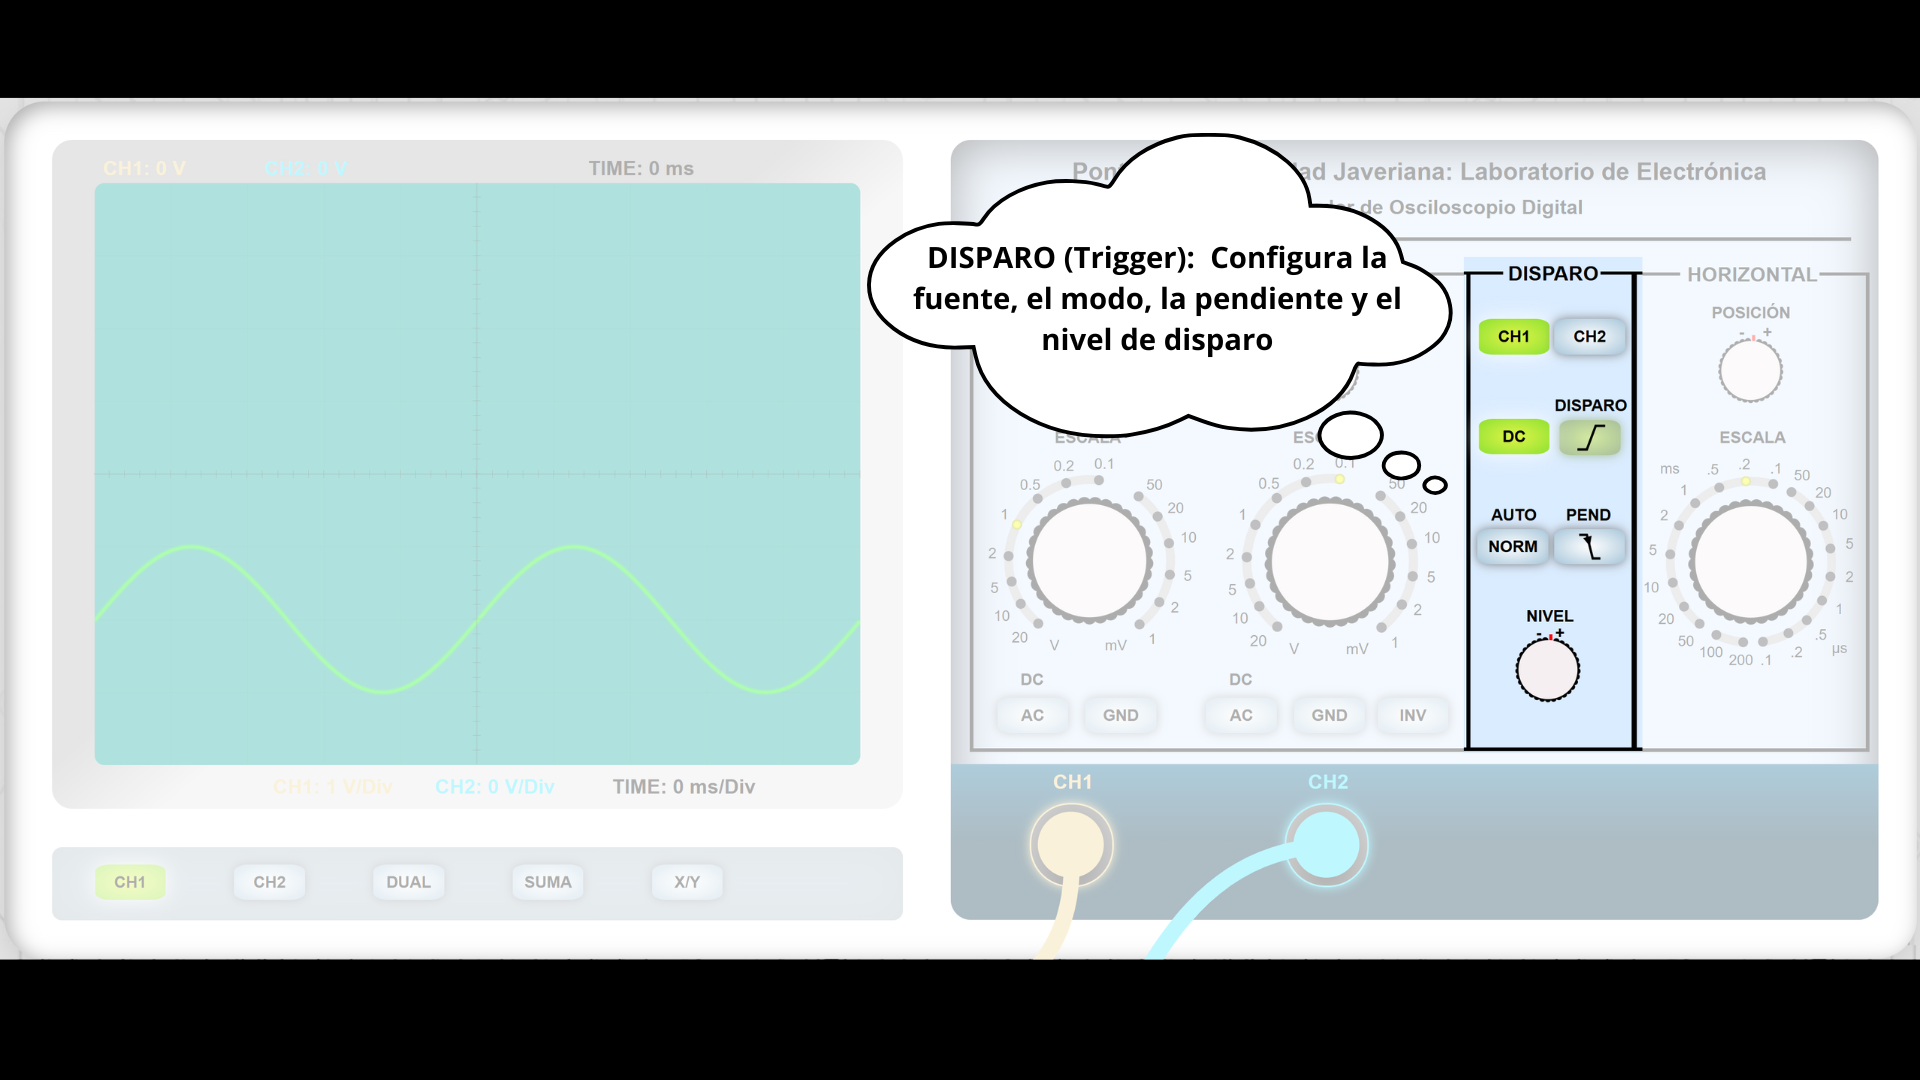 CH1: 0 V
CH2: 0 V
TIME: 0 ms
CH1: 1 V/Div
CH2: 0 V/Div
TIME: 0 ms/Div
CH1
CH2
DUAL
SUMA
X/Y
Javeriana: Laboratorio de Electrónica
de Osciloscopio Digital
DISPARO (Trigger): Configura la
fuente, el modo, la pendiente y el
nivel de disparo
ESCALA
0.1
0.2
0.5
1
2
5
10
20
V
50
20
10
5
2
1
mV
DC
AC
GND
0.1
0.2
0.5
1
2
5
10
20
V
50
20
10
5
2
1
mV
DC
AC
GND
INV
DISPARO
CH1
CH2
DISPARO
DC
AUTO
PEND
NORM
NIVEL
- +
HORIZONTAL
POSICIÓN
- +
ESCALA
ms
.5
.2
.1
50
20
10
5
2
1
.5
µs
.2
.1
200
100
50
20
10
5
2
1
CH1
CH2